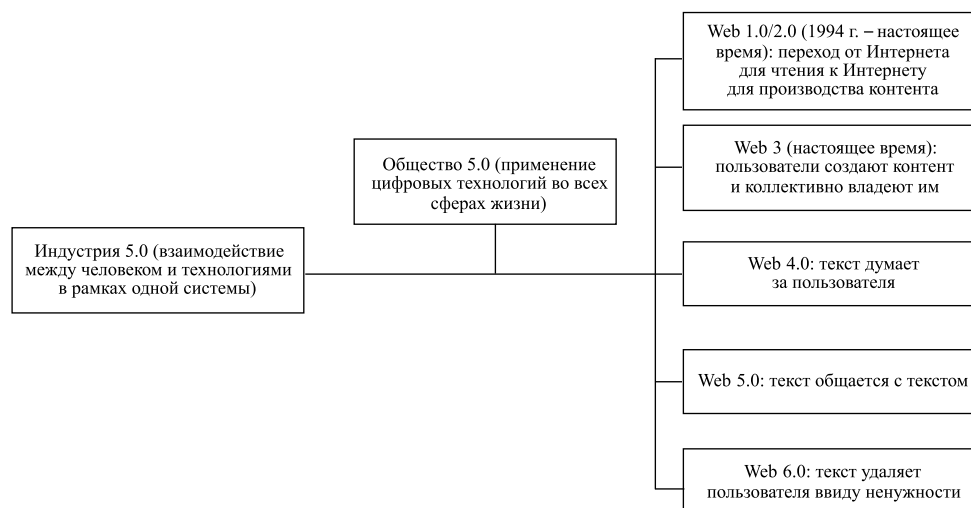 Web 1.0/2.0 (1994 г. – настоящее
время): переход от Интернета
для чтения к Интернету
для производства контента
Общество 5.0 (применение
цифровых технологий во всех
сферах жизни)
Web 3 (настоящее время):
пользователи создают контент
и коллективно владеют им
Индустрия 5.0 (взаимодействие
между человеком и технологиями
в рамках одной системы)
Web 4.0: текст думает
за пользователя
Web 5.0: текст общается с текстом
Web 6.0: текст удаляет
пользователя ввиду ненужности